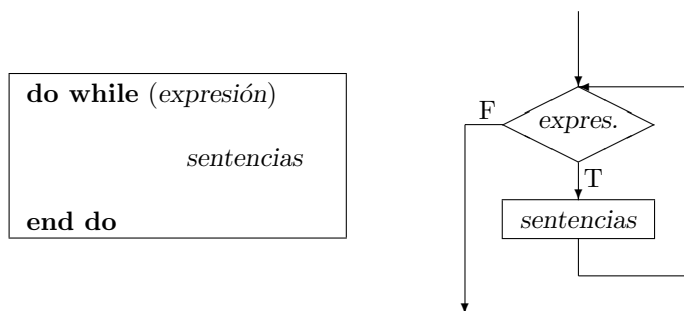 do while (expresión)
sentencias
end do
expres.
F
T
sentencias